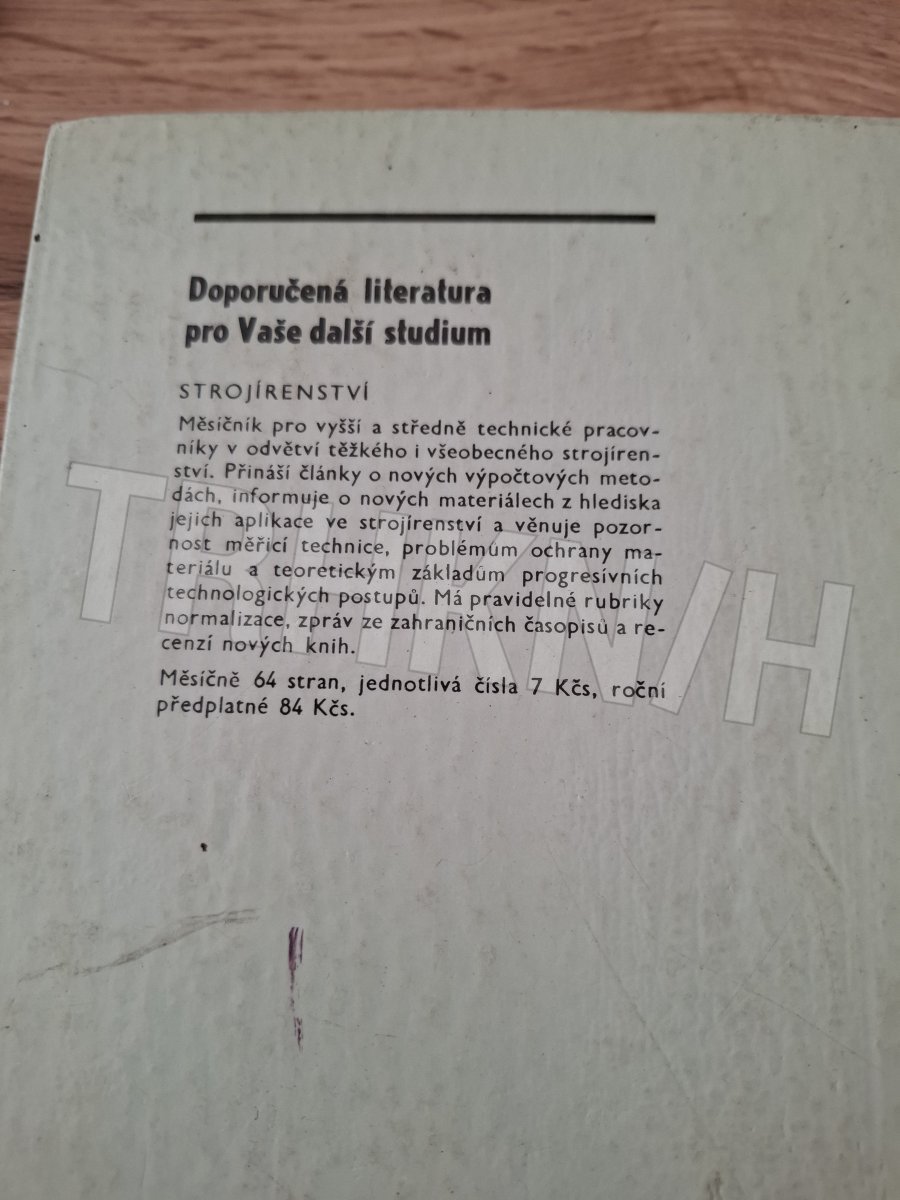 Doporučená literatura
pro Vaše další studium
STROJÍRENSTVÍ
Měsíčník pro vyšší a středně technické pracov-
níky v odvětví těžkého i všeobecného strojíren-
ství. Přináší články o nových výpočtových meto-
dách, informuje o nových materiálech z hlediska
jejich aplikace ve strojírenství a věnuje pozor-
nost měřicí technice, problémům ochrany ma-
teriálu a teoretickým základům progresívních
technologických postupů. Má pravidelné rubriky
normalizace, zpráv ze zahraničních časopisů a re-
cenzí nových knih.
Měsíčně 64 stran, jednotlivá čísla 7 Kčs, roční
předplatné 84 Kčs.